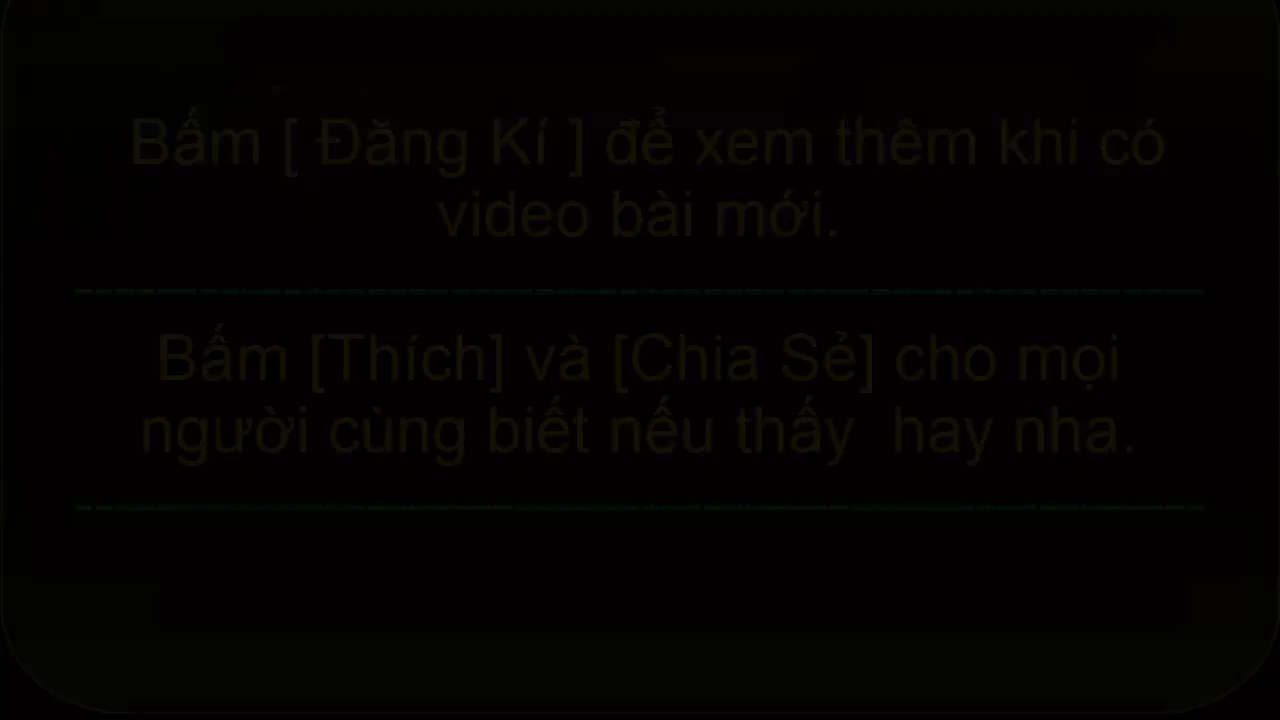 Bấm [ Đăng Kí ] để xem thêm khi có
video bài mới.
Bấm [Thích] và [Chia Sẻ] cho mọi
người cùng biết nếu thấy  hay nha.